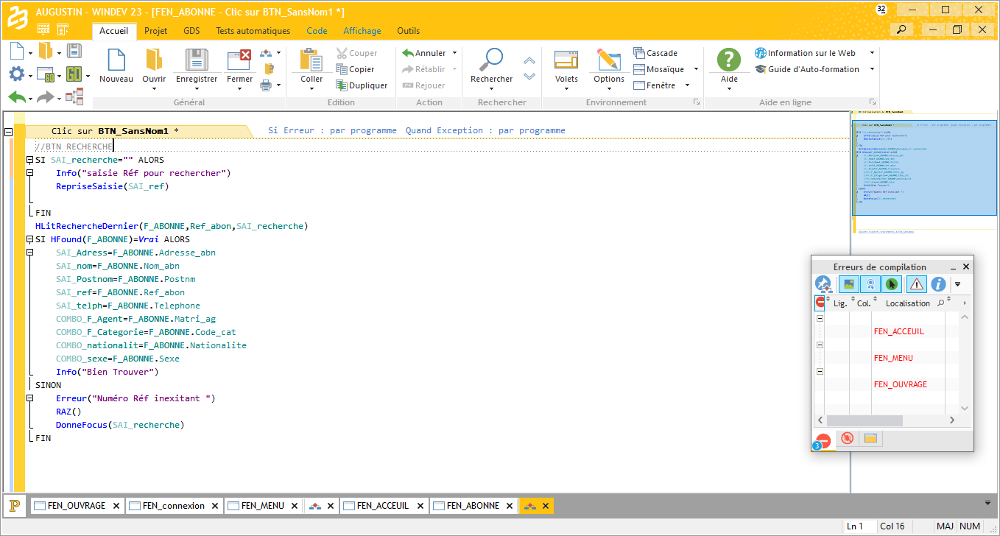 23 AUGUSTIN - WINDEV 23 - [FEN_ABONNE - Clic sur BTN_SansNom1 *]
32
Accueil Projet GDS Tests automatiques Code Affichage Outils
Nouveau Ouvrir Enregistrer Fermer
Général
Coller Couper Copier Dupliquer
Edition
Annuler Rétablir Rejouer
Action
Rechercher
Rechercher
Volets Options Cascade Mosaïque Fenêtre
Environnement
Aide Information sur le Web Guide d'Auto-formation
Aide en ligne
GO
Clic sur BTN_SansNom1 * Si Erreur : par programme Quand Exception : par programme
//BTN RECHERCHE
SI SAI_recherche="" ALORS
Info("saisie Réf pour rechercher")
RepriseSaisie(SAI_ref)
FIN
HLitRechercheDernier(F_ABONNE,Ref_abon,SAI_recherche)
SI HFound(F_ABONNE)=Vrai ALORS
SAI_Adress=F_ABONNE.Adresse_abn
SAI_nom=F_ABONNE.Nom_abn
SAI_Postnom=F_ABONNE.Postnm
SAI_ref=F_ABONNE.Ref_abon
SAI_telph=F_ABONNE.Telephone
COMBO_F_Agent=F_ABONNE.Matri_ag
COMBO_F_Categorie=F_ABONNE.Code_cat
COMBO_nationalit=F_ABONNE.Nationalite
COMBO_sexe=F_ABONNE.Sexe
Info("Bien Trouver")
SINON
Erreur("Numéro Réf inexitant ")
RAZ()
DonneFocus(SAI_recherche)
FIN
Erreurs de compilation
Lig. Col. Localisation
FEN_ACCEUIL
FEN_MENU
FEN_OUVRAGE
3
P FEN_OUVRAGE FEN_connexion FEN_MENU FEN_ACCEUIL FEN_ABONNE
Ln 1 Col 16 MAJ NUM